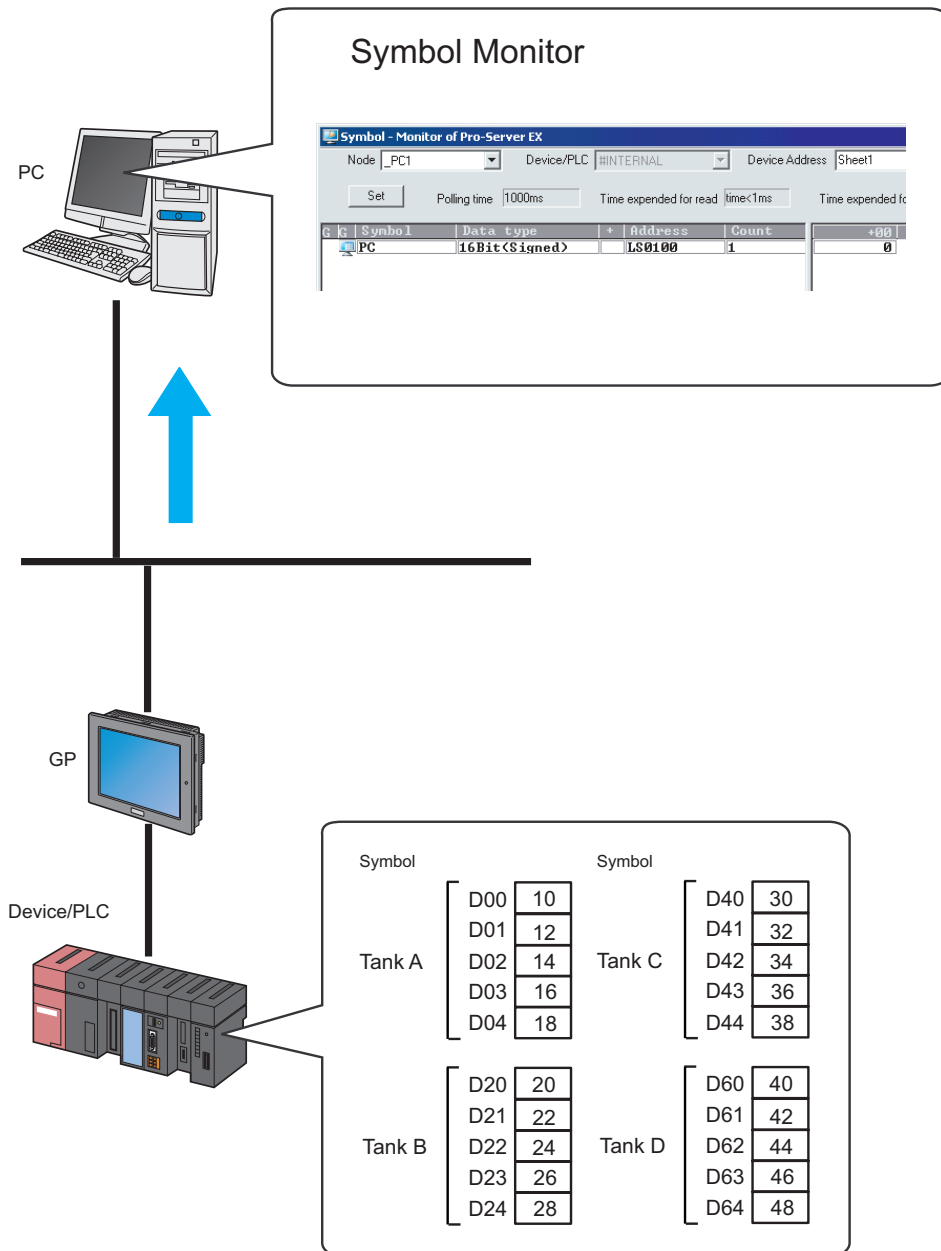 Symbol Monitor
PC
Symbol - Monitor of Pro-Server EX
Node _PC1 Device/PLC #INTERNAL Device Address Sheet1
Set Polling time 1000ms Time expended for read time<1ms Time expended
G G Symbol Data type + Address Count +00
PC 16Bit(Signed) LS0100 1 0
GP
Device/PLC
Symbol Symbol
Tank A
D00 10
D01 12
D02 14
D03 16
D04 18
Tank C
D40 30
D41 32
D42 34
D43 36
D44 38
Tank B
D20 20
D21 22
D22 24
D23 26
D24 28
Tank D
D60 40
D61 42
D62 44
D63 46
D64 48